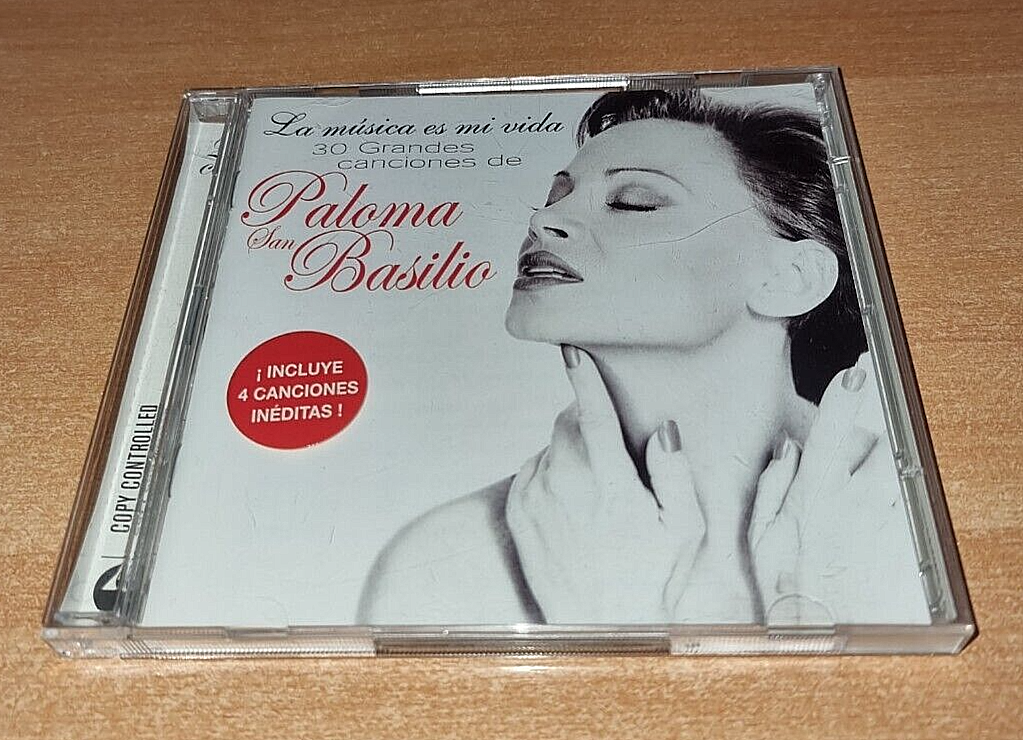 La música es mi vida
30 Grandes
canciones de
Paloma
San
Basilio
¡ INCLUYE
4 CANCIONES
INÉDITAS !
COPY CONTROLLED